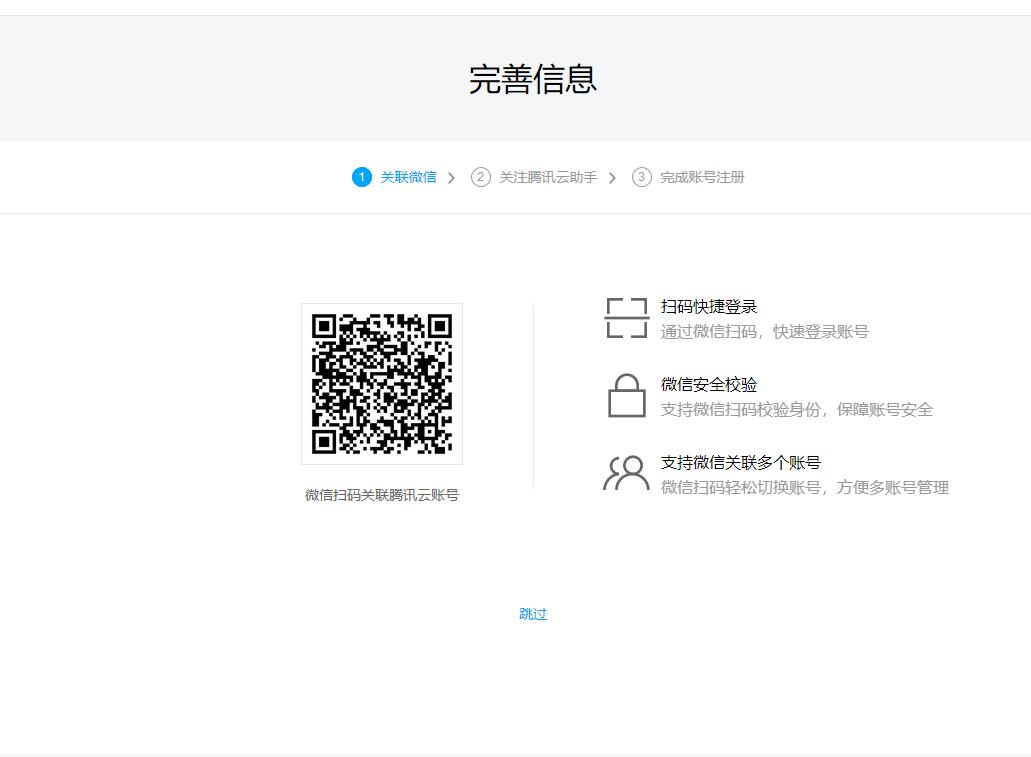 完善信息
1 关联微信 > 2 关注腾讯云助手 > 3 完成账号注册
扫码快捷登录
通过微信扫码，快速登录账号
微信安全校验
支持微信扫码校验身份，保障账号安全
支持微信关联多个账号
微信扫码轻松切换账号，方便多账号管理
微信扫码关联腾讯云账号
跳过